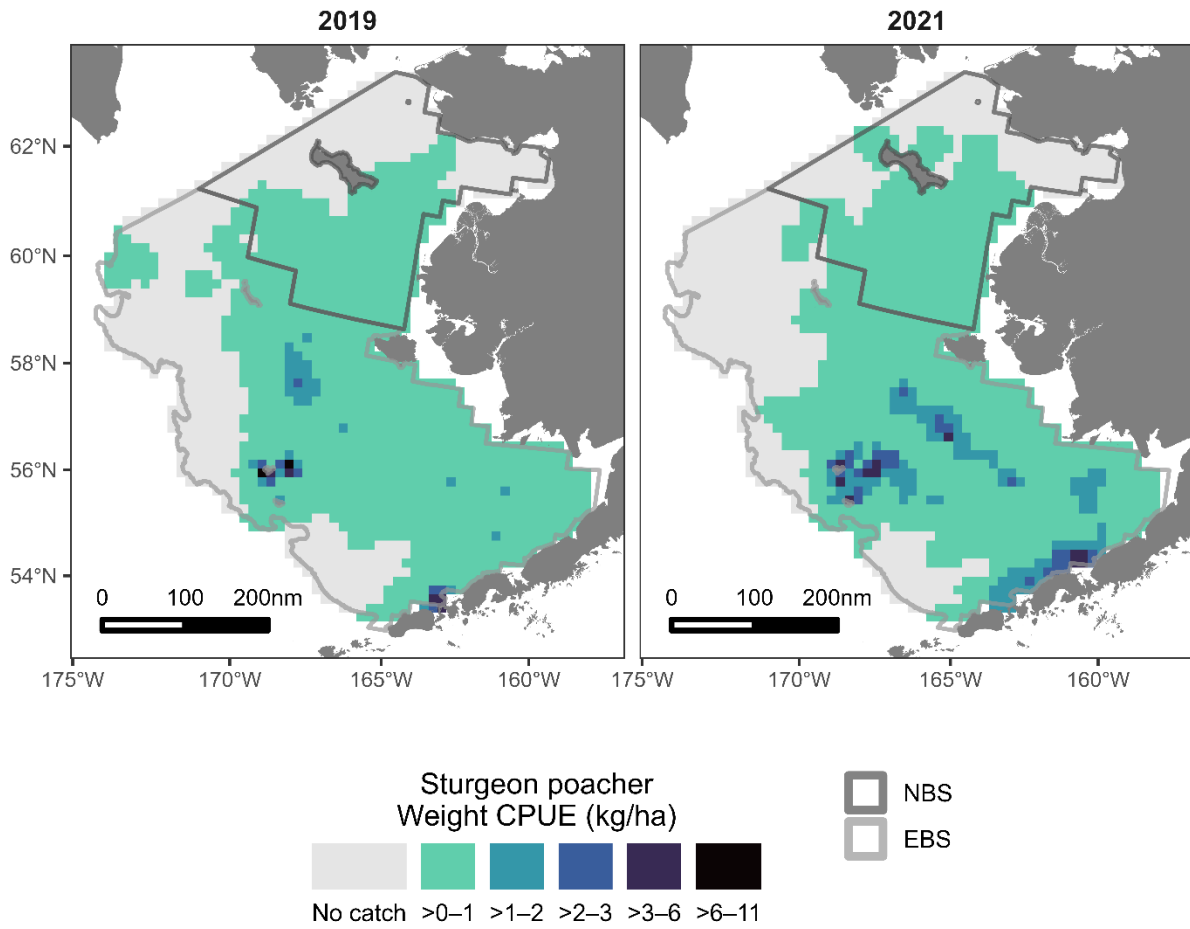 2019
2021
62°N
60°N
58°N
56°N
54°N
0 100 200nm
0 100 200nm
175°W 170°W 165°W 160°W
175°W 170°W 165°W 160°W
Sturgeon poacher
Weight CPUE (kg/ha)
No catch >0–1 >1–2 >2–3 >3–6 >6–11
NBS
EBS